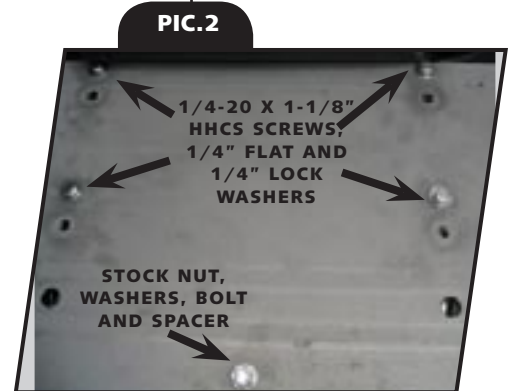 PIC.2
1/4-20 X 1-1/8"
HHCS SCREWS,
1/4" FLAT AND
1/4" LOCK
WASHERS
STOCK NUT,
WASHERS, BOLT
AND SPACER